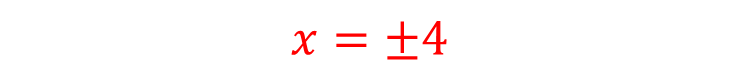 x = ±4